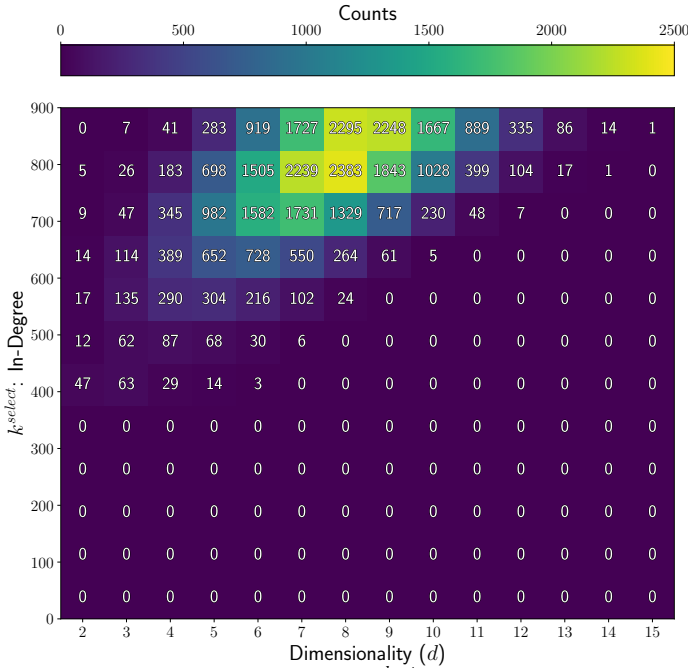 Counts
0 500 1000 1500 2000 2500
900
0 7 41 283 919 1727 2295 2248 1667 889 335 86 14 1
800
5 26 183 698 1505 2239 2383 1843 1028 399 104 17 1 0
700
9 47 345 982 1582 1731 1329 717 230 48 7 0 0 0
14 114 389 652 728 550 264 61 5 0 0 0 0 0
600
17 135 290 304 216 102 24 0 0 0 0 0 0 0
500
12 62 87 68 30 6 0 0 0 0 0 0 0 0
400
47 63 29 14 3 0 0 0 0 0 0 0 0 0
0 0 0 0 0 0 0 0 0 0 0 0 0 0
300
0 0 0 0 0 0 0 0 0 0 0 0 0 0
200
0 0 0 0 0 0 0 0 0 0 0 0 0 0
100
0 0 0 0 0 0 0 0 0 0 0 0 0 0
0 0 0 0 0 0 0 0 0 0 0 0 0 0
0
k^select: In-Degree
2 3 4 5 6 7 8 9 10 11 12 13 14 15
Dimensionality (d)